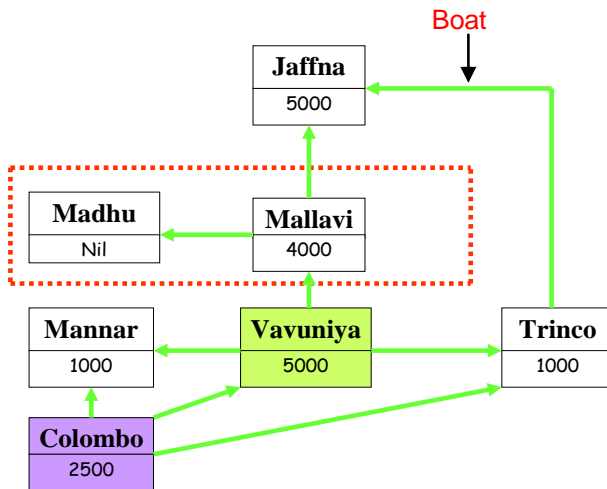 Boat
Jaffna
5000
Madhu
Nil
Mallavi
4000
Mannar
1000
Vavuniya
5000
Trinco
1000
Colombo
2500